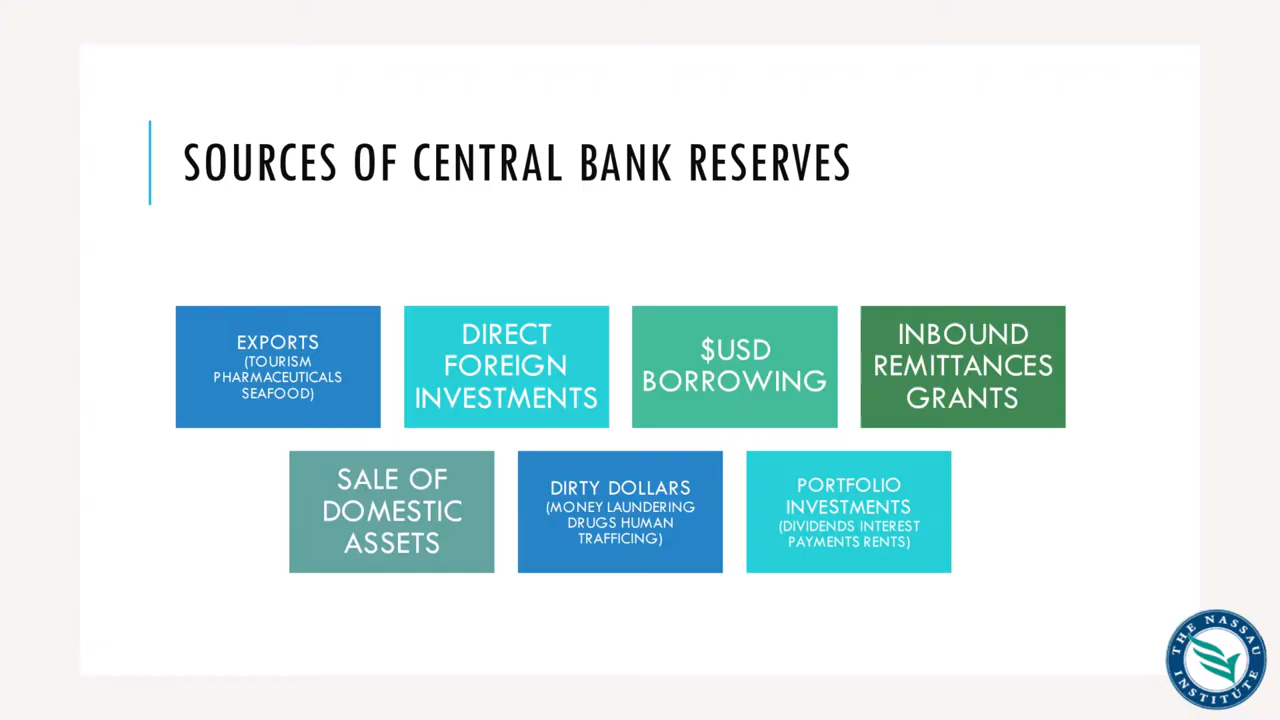 SOURCES OF CENTRAL BANK RESERVES
EXPORTS
(TOURISM
PHARMACEUTICALS
SEAFOOD)
DIRECT
FOREIGN
INVESTMENTS
$USD
BORROWING
INBOUND
REMITTANCES
GRANTS
SALE OF
DOMESTIC
ASSETS
DIRTY DOLLARS
(MONEY LAUNDERING
DRUGS HUMAN
TRAFFICING)
PORTFOLIO
INVESTMENTS
(DIVIDENDS INTEREST
PAYMENTS RENTS)
THE NASSAU
INSTITUTE